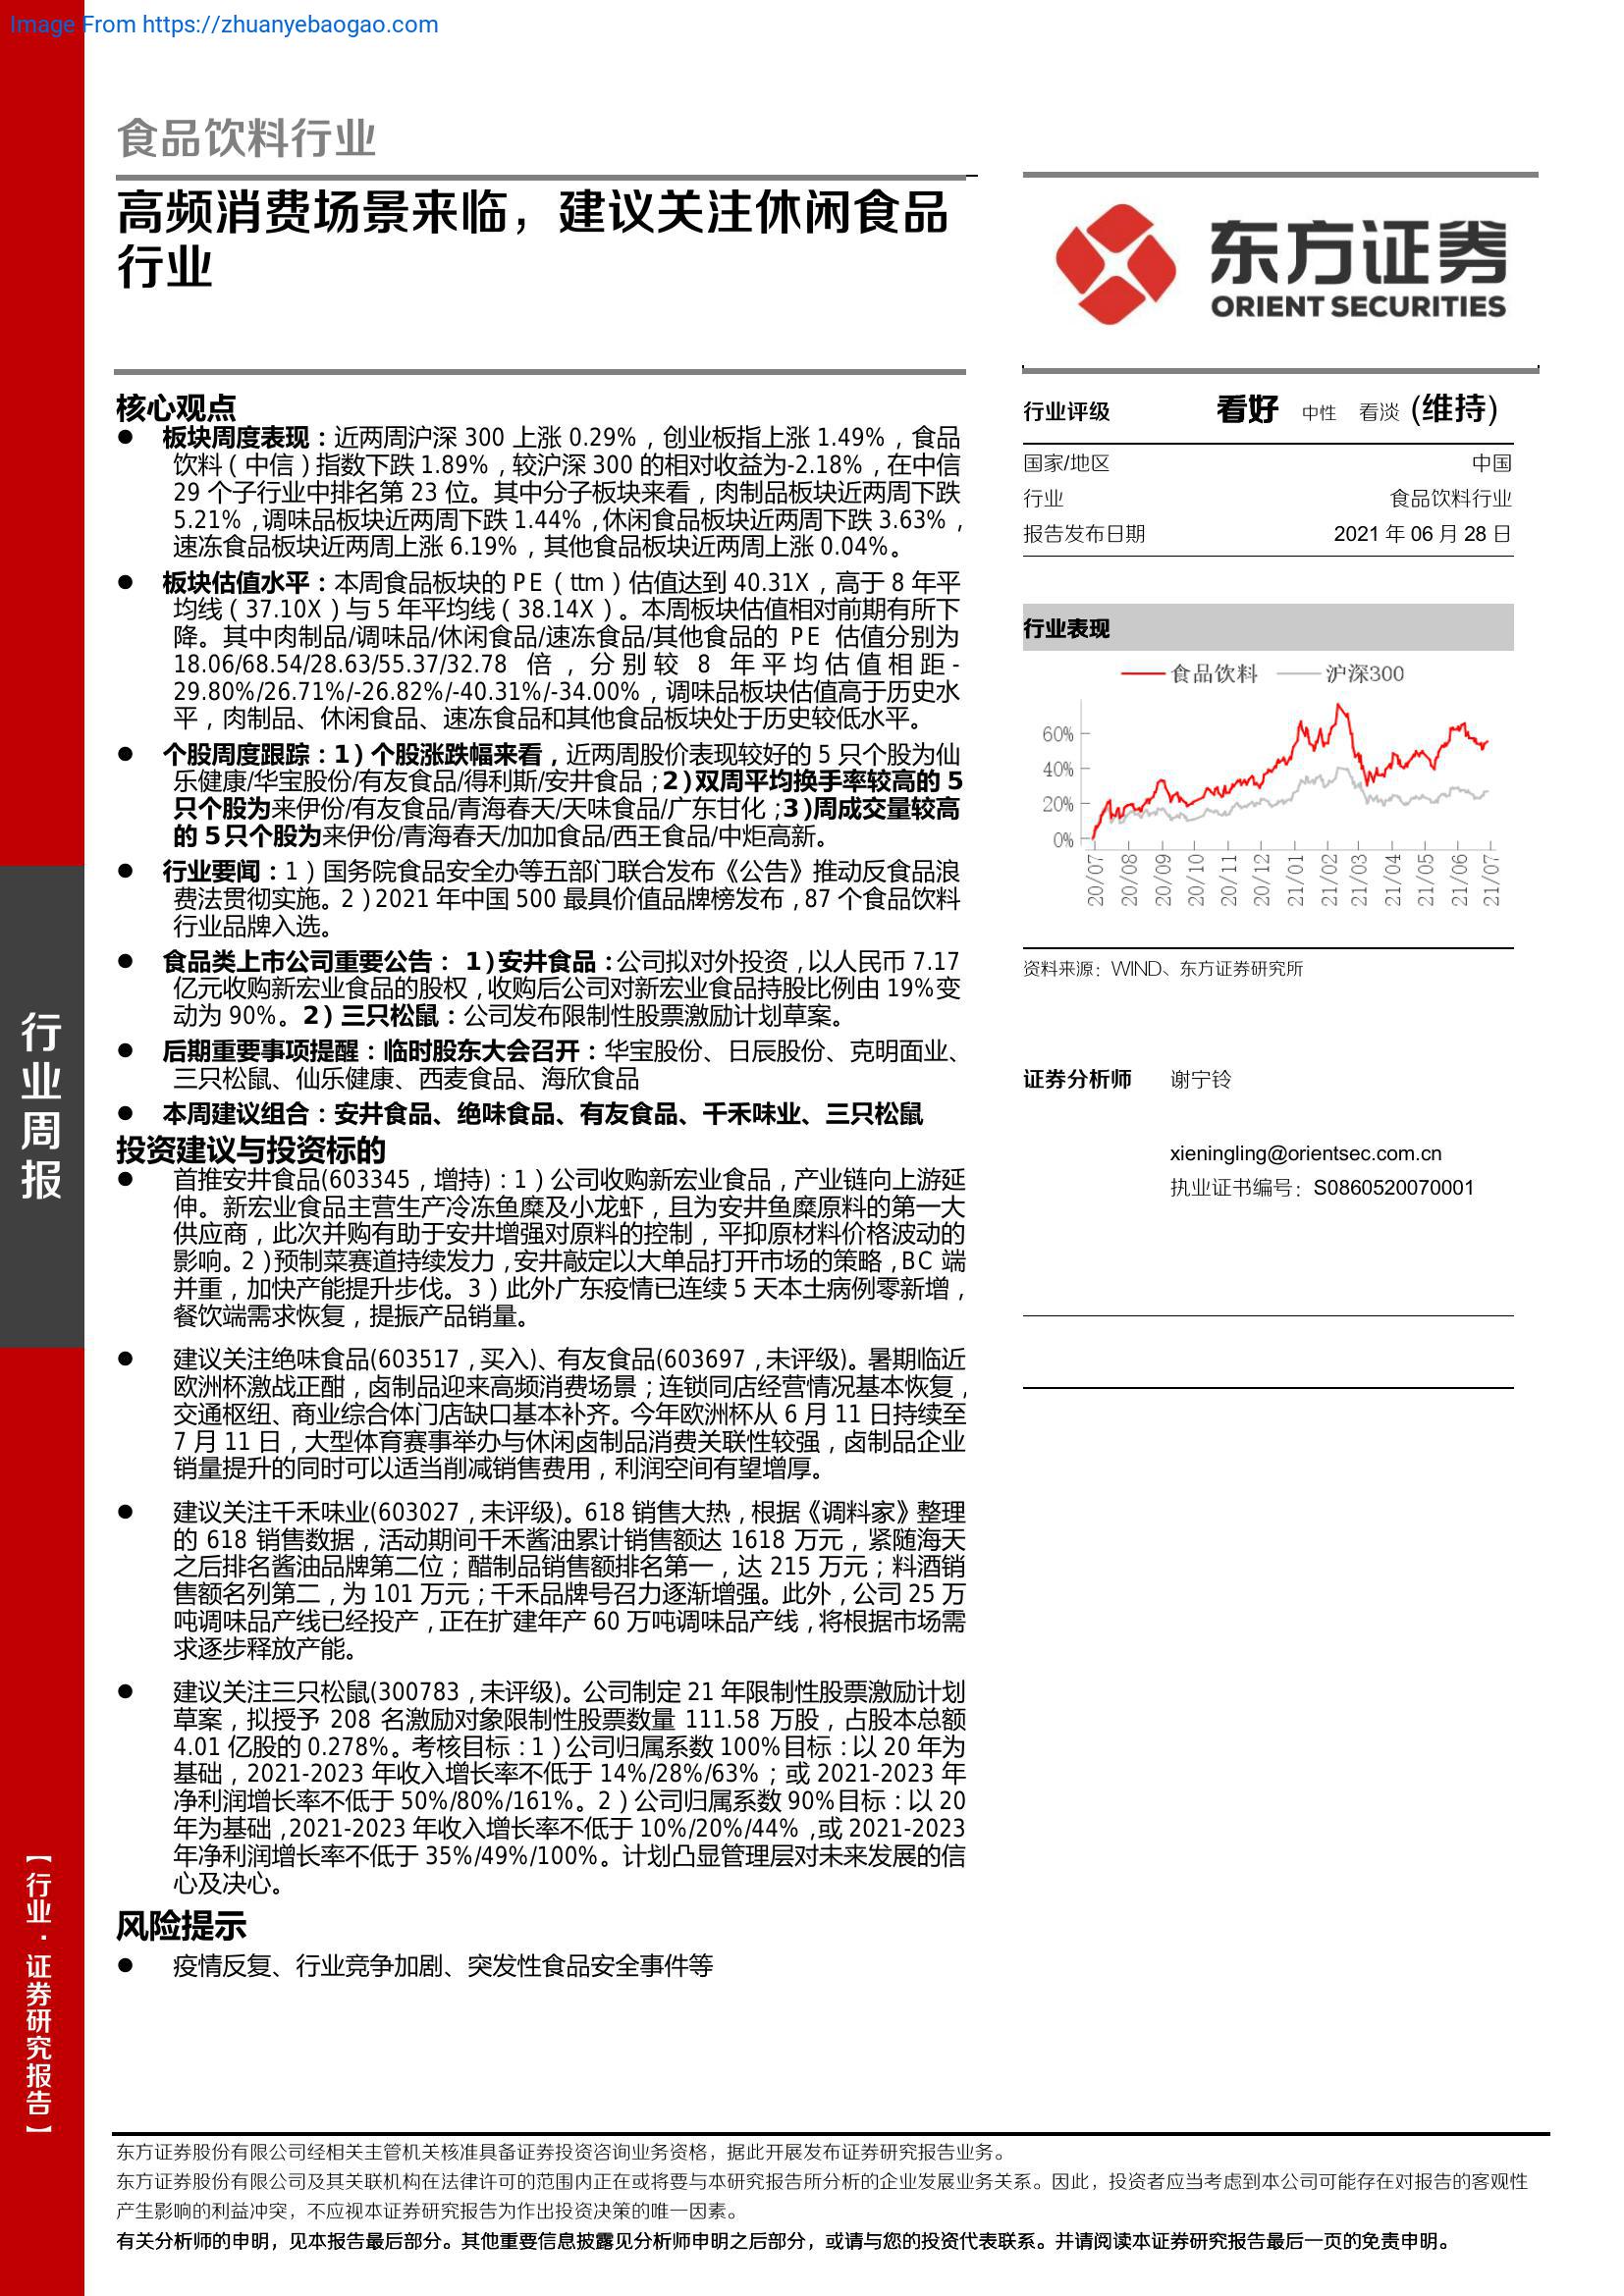 Image From https://zhuanyebaogao.com
食品饮料行业
高频消费场景来临，建议关注休闲食品
行业
东方证券
ORIENT SECURITIES
核心观点
● 板块周度表现：近两周沪深 300 上涨 0.29%，创业板指上涨 1.49%，食品
饮料（中信）指数下跌 1.89%，较沪深 300 的相对收益为-2.18%，在中信
29 个子行业中排名第 23 位。其中分子板块来看，肉制品板块近两周下跌
5.21%，调味品板块近两周下跌 1.44%，休闲食品板块近两周下跌 3.63%，
速冻食品板块近两周上涨 6.19%，其他食品板块近两周上涨 0.04%。
● 板块估值水平：本周食品板块的 PE（ttm）估值达到 40.31X，高于 8 年平
均线（37.10X）与 5 年平均线（38.14X）。本周板块估值相对前期有所下
降。其中肉制品/调味品/休闲食品/速冻食品/其他食品的 PE 估值分别为
18.06/68.54/28.63/55.37/32.78 倍，分别较 8 年平均估值相距-
29.80%/26.71%/-26.82%/-40.31%/-34.00%，调味品板块估值高于历史水
平，肉制品、休闲食品、速冻食品和其他食品板块处于历史较低水平。
● 个股周度跟踪：1）个股涨跌幅来看，近两周股价表现较好的 5 只个股为仙
乐健康/华宝股份/有友食品/得利斯/安井食品；2）双周平均换手率较高的 5
只个股为来伊份/有友食品/青海春天/天味食品/广东甘化；3）周成交量较高
的 5 只个股为来伊份/青海春天/加加食品/西王食品/中炬高新。
● 行业要闻：1）国务院食品安全办等五部门联合发布《公告》推动反食品浪
费法贯彻实施。2）2021 年中国 500 最具价值品牌榜发布，87 个食品饮料
行业品牌入选。
● 食品类上市公司重要公告：1）安井食品：公司拟对外投资，以人民币 7.17
亿元收购新宏业食品的股权，收购后公司对新宏业食品持股比例由 19%变
动为 90%。2）三只松鼠：公司发布限制性股票激励计划草案。
● 后期重要事项提醒：临时股东大会召开：华宝股份、日辰股份、克明面业、
三只松鼠、仙乐健康、西麦食品、海欣食品
● 本周建议组合：安井食品、绝味食品、有友食品、千禾味业、三只松鼠
投资建议与投资标的
● 首推安井食品(603345，增持)：1）公司收购新宏业食品，产业链向上游延
伸。新宏业食品主营生产冷冻鱼糜及小龙虾，且为安井鱼糜原料的第一大
供应商，此次并购有助于安井增强对原料的控制，平抑原材料价格波动的
影响。2）预制菜赛道持续发力，安井敲定以大单品打开市场的策略，BC 端
并重，加快产能提升步伐。3）此外广东疫情已连续 5 天本土病例零新增，
餐饮端需求恢复，提振产品销量。
● 建议关注绝味食品(603517，买入)、有友食品(603697，未评级)。暑期临近
欧洲杯激战正酣，卤制品迎来高频消费场景；连锁同店经营情况基本恢复，
交通枢纽、商业综合体门店缺口基本补齐。今年欧洲杯从 6 月 11 日持续至
7 月 11 日，大型体育赛事举办与休闲卤制品消费关联性较强，卤制品企业
销量提升的同时可以适当削减销售费用，利润空间有望增厚。
● 建议关注千禾味业(603027，未评级)。618 销售大热，根据《调料家》整理
的 618 销售数据，活动期间千禾酱油累计销售额达 1618 万元，紧随海天
之后排名酱油品牌第二位；醋制品销售额排名第一，达 215 万元；料酒销
售额名列第二，为 101 万元；千禾品牌号召力逐渐增强。此外，公司 25 万
吨调味品产线已经投产，正在扩建年产 60 万吨调味品产线，将根据市场需
求逐步释放产能。
● 建议关注三只松鼠(300783，未评级)。公司制定 21 年限制性股票激励计划
草案，拟授予 208 名激励对象限制性股票数量 111.58 万股，占股本总额
4.01 亿股的 0.278%。考核目标：1）公司归属系数 100%目标：以 20 年为
基础，2021-2023 年收入增长率不低于 14%/28%/63%；或 2021-2023 年
净利润增长率不低于 50%/80%/161%。2）公司归属系数 90%目标：以 20
年为基础，2021-2023 年收入增长率不低于 10%/20%/44%，或 2021-2023
年净利润增长率不低于 35%/49%/100%。计划凸显管理层对未来发展的信
心及决心。
风险提示
● 疫情反复、行业竞争加剧、突发性食品安全事件等
行业评级 看好 中性 看淡 (维持)
国家/地区 中国
行业 食品饮料行业
报告发布日期 2021 年 06 月 28 日
行业表现
食品饮料 沪深300
60%
40%
20%
0%
20/07 20/08 20/09 20/10 20/11 20/12 21/01 21/02 21/03 21/04 21/05 21/06 21/07
资料来源：WIND、东方证券研究所
证券分析师 谢宁铃
xieningling@orientsec.com.cn
执业证书编号：S0860520070001
行业周报
【行业·证券研究报告】
东方证券股份有限公司经相关主管机关核准具备证券投资咨询业务资格，据此开展发布证券研究报告业务。
东方证券股份有限公司及其关联机构在法律许可的范围内正在或将要与本研究报告所分析的企业发展业务关系。因此，投资者应当考虑到本公司可能存在对报告的客观性
产生影响的利益冲突，不应视本证券研究报告为作出投资决策的唯一因素。
有关分析师的申明，见本报告最后部分。其他重要信息披露见分析师申明之后部分，或请与您的投资代表联系。并请阅读本证券研究报告最后一页的免责申明。